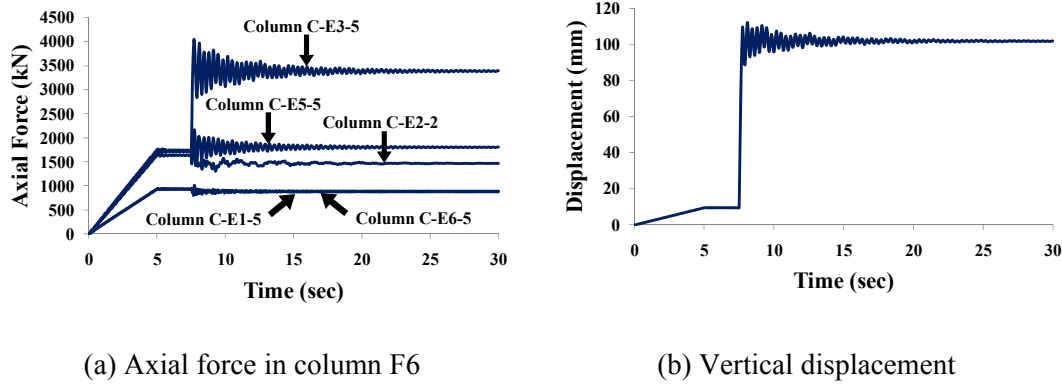 4500
4000
3500
3000
2500
2000
1500
1000
500
0
Axial Force (kN)
Column C-E3-5
Column C-E5-5
Column C-E2-2
Column C-E1-5
Column C-E6-5
0 5 10 15 20 25 30
Time (sec)
(a) Axial force in column F6
120
100
80
60
40
20
0
Displacement (mm)
0 5 10 15 20 25 30
Time (sec)
(b) Vertical displacement